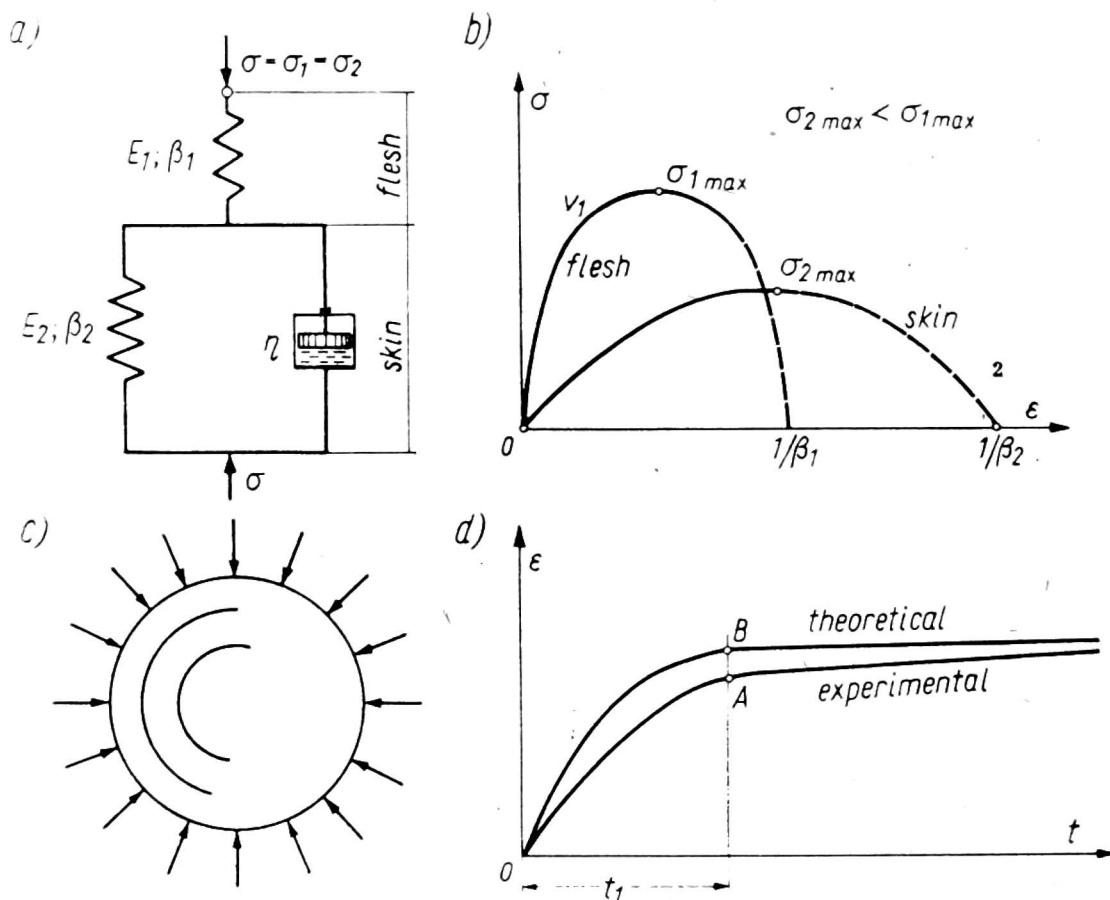 a)
σ = σ₁ = σ₂
E₁; β₁
flesh
E₂; β₂
η
skin
σ
b)
σ
σ₂ max < σ₁ max
σ₁ max
v₁
flesh
σ₂ max
skin
2
ε
0
1/β₁
1/β₂
c)
d)
ε
B
theoretical
A
experimental
t
0
t₁